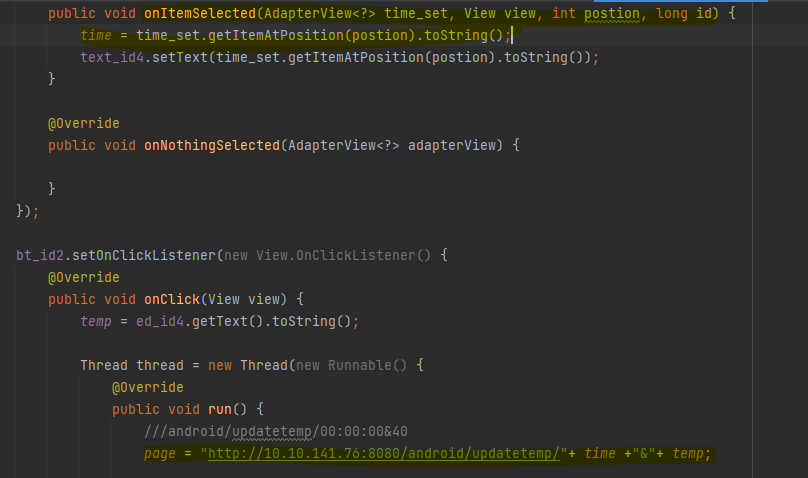 public void onItemSelected(AdapterView<?> time_set, View view, int postion, long id) {
time = time_set.getItemAtPosition(postion).toString();
text_id4.setText(time_set.getItemAtPosition(postion).toString());
}
@Override
public void onNothingSelected(AdapterView<?> adapterView) {
}
});
bt_id2.setOnClickListener(new View.OnClickListener() {
@Override
public void onClick(View view) {
temp = ed_id4.getText().toString();
Thread thread = new Thread(new Runnable() {
@Override
public void run() {
///android/updatetemp/00:00:00&40
page = "http://10.10.141.76:8080/android/updatetemp/"+ time +"&"+ temp;